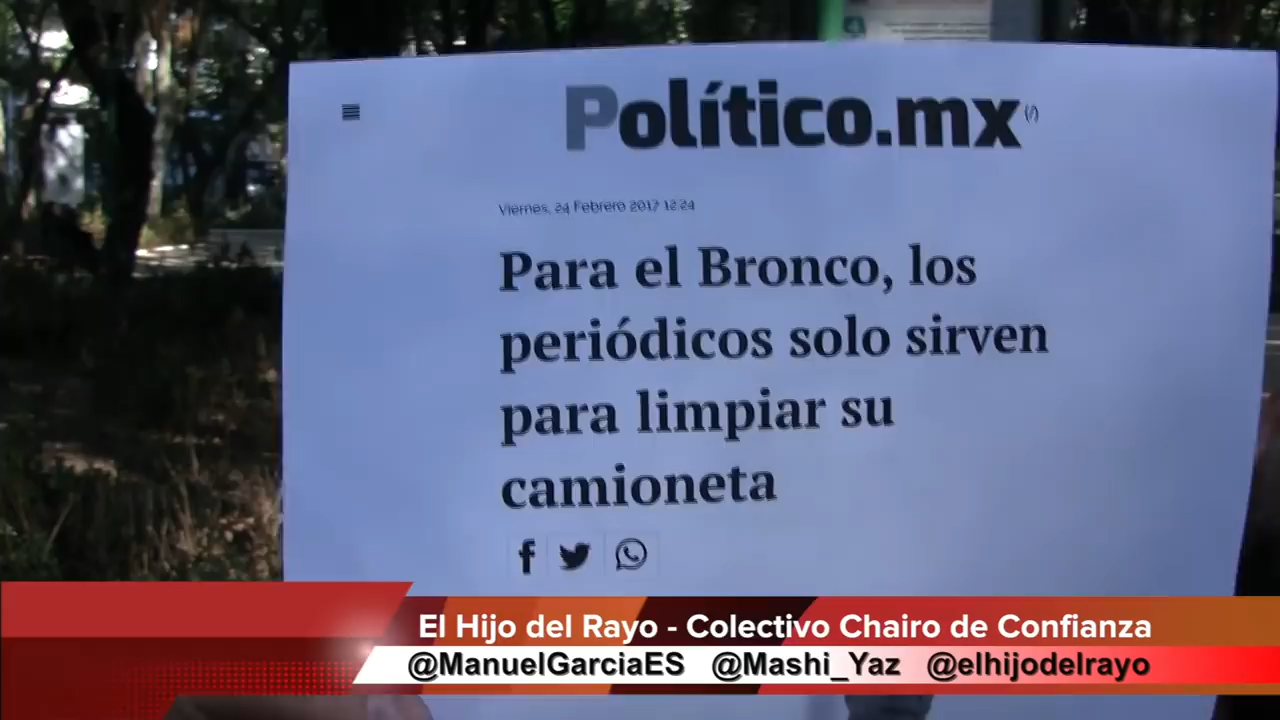 Político.mx(/)
Viernes, 24 Febrero 2017 12:24
Para el Bronco, los
periódicos solo sirven
para limpiar su
camioneta
El Hijo del Rayo - Colectivo Chairo de Confianza
@ManuelGarciaES @Mashi_Yaz @elhijodelrayo